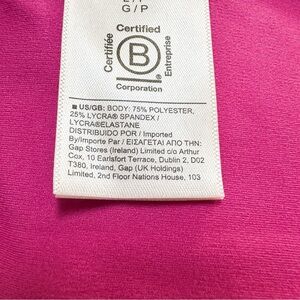 G / P
Certified
Certifiée
B
Entreprise
Corporation
■ US/GB: BODY: 75% POLYESTER,
25% LYCRA® SPANDEX /
LYCRA®ELASTANE
DISTRIBUIDO POR / Imported
By/Importe Par / ΕΙΣΑΓΕΤΑΙ ΑΠΟ ΤΗΝ:
Gap Stores (Ireland) Limited c/o Arthur
Cox, 10 Earlsfort Terrace, Dublin 2, D02
T380, Ireland, Gap (UK Holdings)
Limited, 2nd Floor Nations House, 103